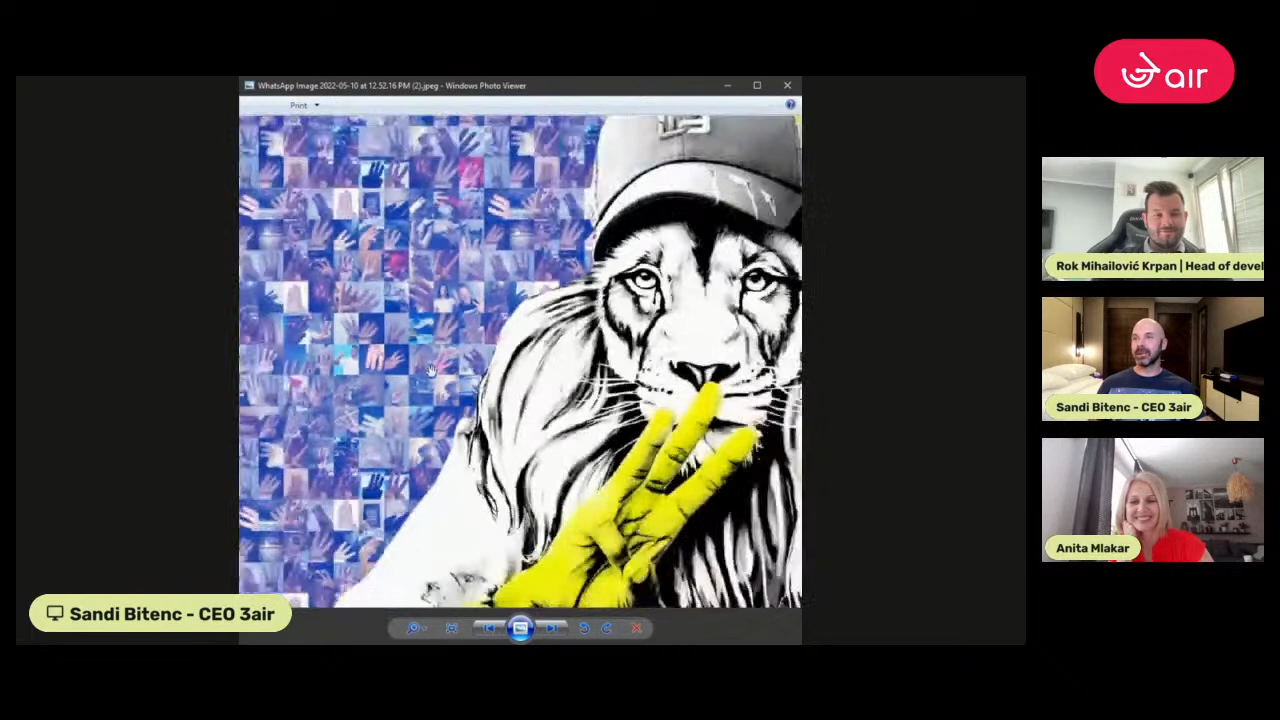 WhatsApp Image 2022-05-10 at 12.52.16 PM (2).jpeg - Windows Photo Viewer
Print
air
Rok Mihailović Krpan | Head of devel
Sandi Bitenc - CEO 3air
Anita Mlakar
Sandi Bitenc - CEO 3air